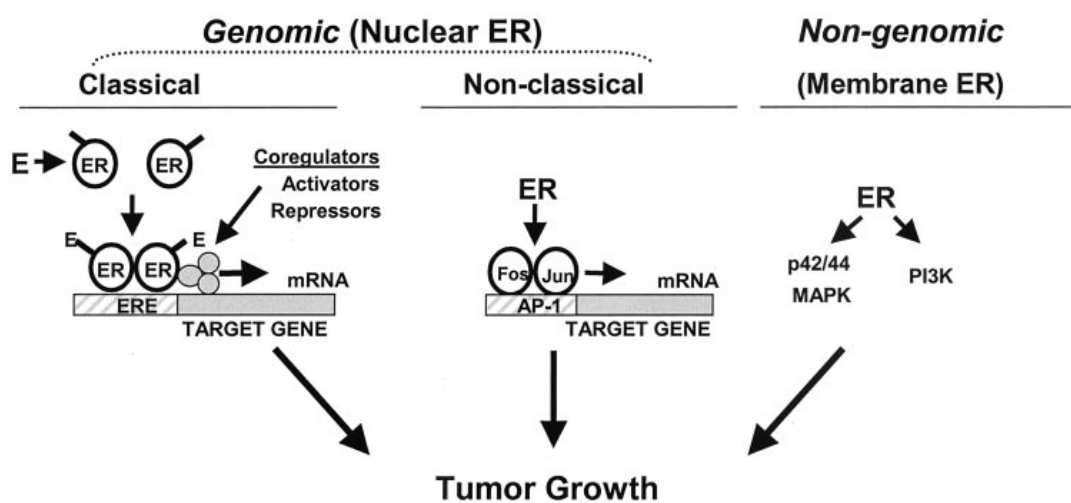 Genomic (Nuclear ER)
Classical
Non-classical
Non-genomic
(Membrane ER)
E
ER
ER
Coregulators
Activators
Repressors
E
E
ER
ER
mRNA
ERE
TARGET GENE
ER
Fos
Jun
mRNA
AP-1
TARGET GENE
ER
p42/44
MAPK
PI3K
Tumor Growth